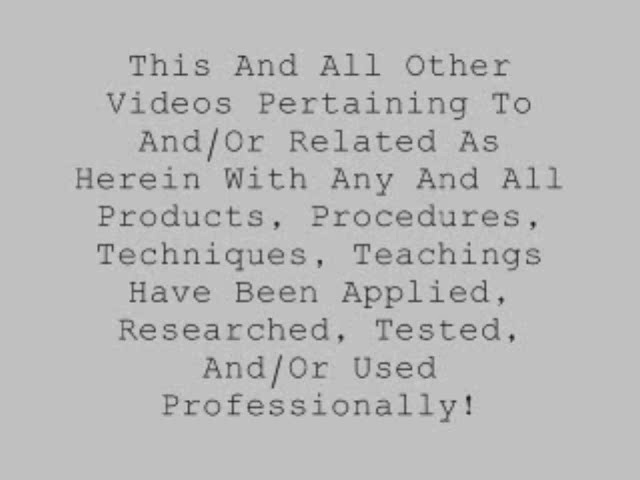 This And All Other
Videos Pertaining To
And/Or Related As
Herein With Any And All
Products, Procedures,
Techniques, Teachings
Have Been Applied,
Researched, Tested,
And/Or Used
Professionally!